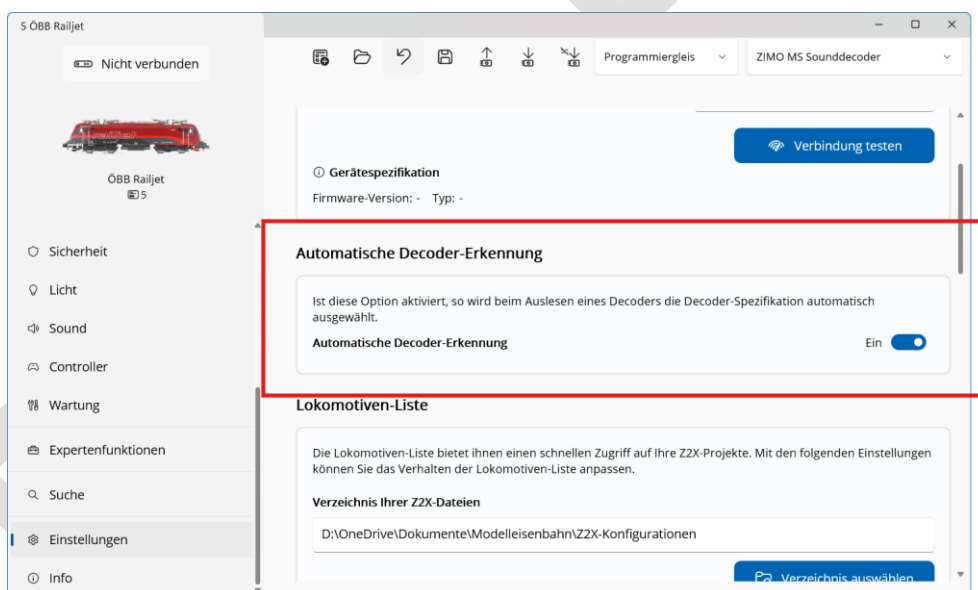 5 ÖBB Railjet
Nicht verbunden
Programmiergleis
ZIMO MS Sounddecoder
railjet
ÖBB Railjet
5
Sicherheit
Licht
Sound
Controller
Wartung
Expertenfunktionen
Suche
Einstellungen
Info
Verbindung testen
Gerätespezifikation
Firmware-Version: - Typ: -
Automatische Decoder-Erkennung
Ist diese Option aktiviert, so wird beim Auslesen eines Decoders die Decoder-Spezifikation automatisch
ausgewählt.
Automatische Decoder-Erkennung
Ein
Lokomotiven-Liste
Die Lokomotiven-Liste bietet ihnen einen schnellen Zugriff auf Ihre Z2X-Projekte. Mit den folgenden Einstellungen
können Sie das Verhalten der Lokomotiven-Liste anpassen.
Verzeichnis Ihrer Z2X-Dateien
D:\OneDrive\Dokumente\Modelleisenbahn\Z2X-Konfigurationen
Verzeichnis auswählen